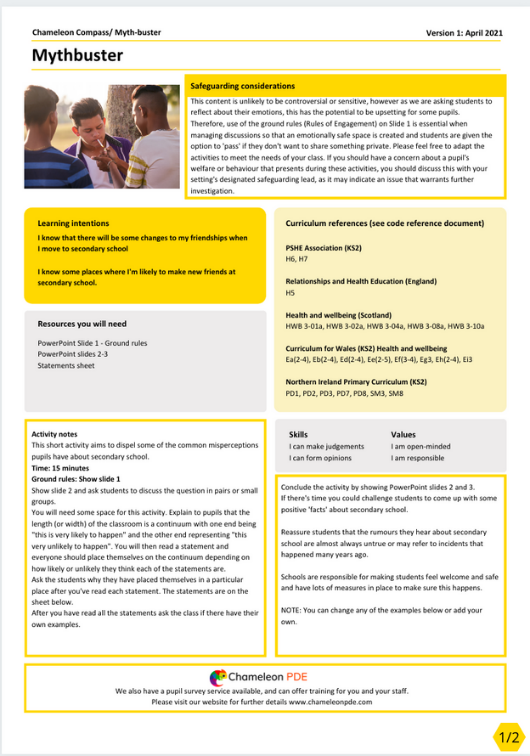 Chameleon Compass/ Myth-buster
Version 1: April 2021
Mythbuster
Safeguarding considerations
This content is unlikely to be controversial or sensitive, however as we are asking students to
reflect about their emotions, this has the potential to be upsetting for some pupils.
Therefore, use of the ground rules (Rules of Engagement) on Slide 1 is essential when
managing discussions so that an emotionally safe space is created and students are given the
option to 'pass' if they don't want to share something private. Please feel free to adapt the
activities to meet the needs of your class. If you should have a concern about a pupil's
welfare or behaviour that presents during these activities, you should discuss this with your
setting's designated safeguarding lead, as it may indicate an issue that warrants further
investigation.
Learning intentions
I know that there will be some changes to my friendships when
I move to secondary school
I know some places where I'm likely to make new friends at
secondary school.
Resources you will need
PowerPoint Slide 1 - Ground rules
PowerPoint slides 2-3
Statements sheet
Curriculum references (see code reference document)
PSHE Association (KS2)
H6, H7
Relationships and Health Education (England)
H5
Health and wellbeing (Scotland)
HWB 3-01a, HWB 3-02a, HWB 3-04a, HWB 3-08a, HWB 3-10a
Curriculum for Wales (KS2) Health and wellbeing
Ea(2-4), Eb(2-4), Ed(2-4), Ee(2-5), Ef(3-4), Eg3, Eh(2-4), Ei3
Northern Ireland Primary Curriculum (KS2)
PD1, PD2, PD3, PD7, PD8, SM3, SM8
Activity notes
This short activity aims to dispel some of the common misperceptions
pupils have about secondary school.
Time: 15 minutes
Ground rules: Show slide 1
Show slide 2 and ask students to discuss the question in pairs or small
groups.
You will need some space for this activity. Explain to pupils that the
length (or width) of the classroom is a continuum with one end being
"this is very likely to happen" and the other end representing "this
very unlikely to happen". You will then read a statement and
everyone should place themselves on the continuum depending on
how likely or unlikely they think each of the statements are.
Ask the students why they have placed themselves in a particular
place after you've read each statement. The statements are on the
sheet below.
After you have read all the statements ask the class if there have their
own examples.
Skills
I can make judgements
I can form opinions
Values
I am open-minded
I am responsible
Conclude the activity by showing PowerPoint slides 2 and 3.
If there's time you could challenge students to come up with some
positive 'facts' about secondary school.
Reassure students that the rumours they hear about secondary
school are almost always untrue or may refer to incidents that
happened many years ago.
Schools are responsible for making students feel welcome and safe
and have lots of measures in place to make sure this happens.
NOTE: You can change any of the examples below or add your
own.
Chameleon PDE
We also have a pupil survey service available, and can offer training for you and your staff.
Please visit our website for further details www.chameleonpde.com
1/2